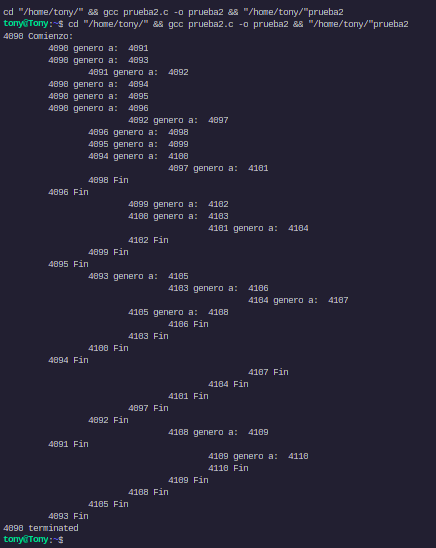 cd "/home/tony/" && gcc prueba2.c -o prueba2 && "/home/tony/"prueba2
tony@Tony:~$ cd "/home/tony/" && gcc prueba2.c -o prueba2 && "/home/tony/"prueba2
4090 Comienzo:
4090 genero a:  4091
4090 genero a:  4093
4091 genero a:  4092
4090 genero a:  4094
4090 genero a:  4095
4090 genero a:  4096
4092 genero a:  4097
4096 genero a:  4098
4095 genero a:  4099
4094 genero a:  4100
4097 genero a:  4101
4098 Fin
4096 Fin
4099 genero a:  4102
4100 genero a:  4103
4101 genero a:  4104
4102 Fin
4099 Fin
4095 Fin
4093 genero a:  4105
4103 genero a:  4106
4104 genero a:  4107
4105 genero a:  4108
4106 Fin
4103 Fin
4100 Fin
4094 Fin
4107 Fin
4104 Fin
4101 Fin
4097 Fin
4092 Fin
4108 genero a:  4109
4091 Fin
4109 genero a:  4110
4110 Fin
4109 Fin
4108 Fin
4105 Fin
4093 Fin
4090 terminated
tony@Tony:~$